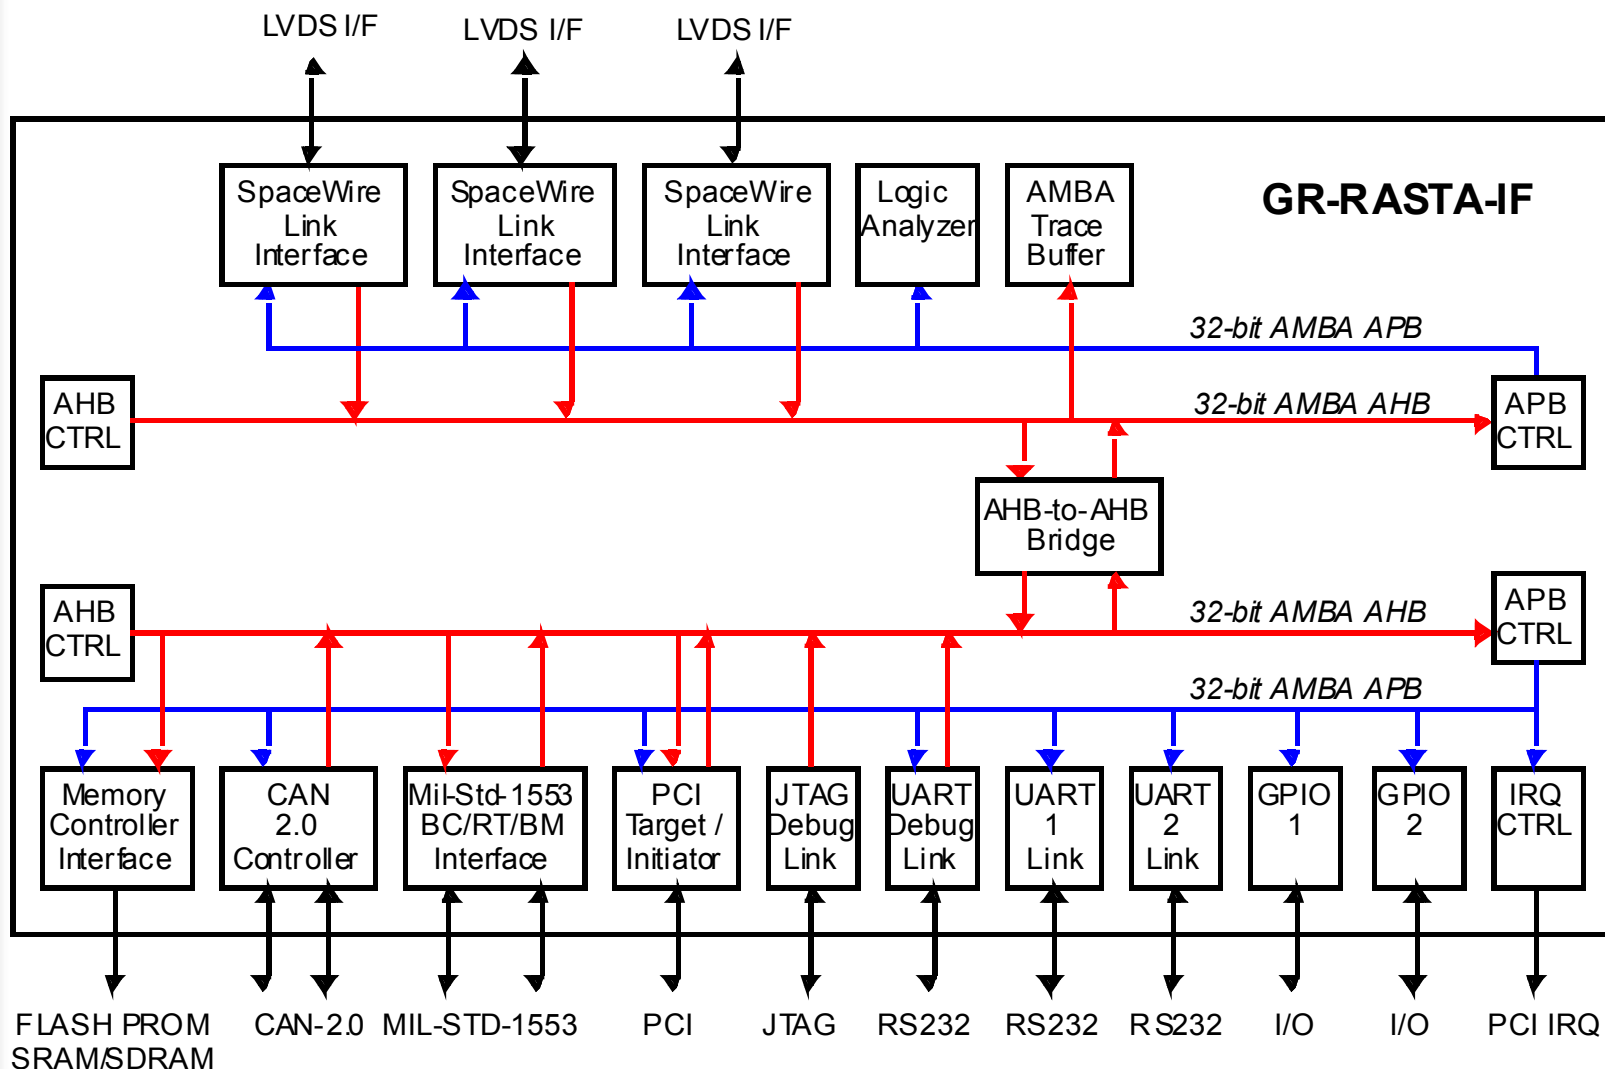 LVDS I/F
LVDS I/F
LVDS I/F
SpaceWire
Link
Interface
SpaceWire
Link
Interface
SpaceWire
Link
Interface
Logic
Analyzer
AMBA
Trace
Buffer
GR-RASTA-IF
32-bit AMBA APB
AHB
CTRL
32-bit AMBA AHB
APB
CTRL
AHB-to-AHB
Bridge
AHB
CTRL
32-bit AMBA AHB
APB
CTRL
32-bit AMBA APB
Memory
Controller
Interface
CAN
2.0
Controller
Mil-Std-1553
BC/RT/BM
Interface
PCI
Target /
Initiator
JTAG
Debug
Link
UART
Debug
Link
UART
1
Link
UART
2
Link
GPIO
1
GPIO
2
IRQ
CTRL
FLASH PROM
SRAM/SDRAM
CAN-2.0
MIL-STD-1553
PCI
JTAG
RS232
RS232
RS232
I/O
I/O
PCI IRQ